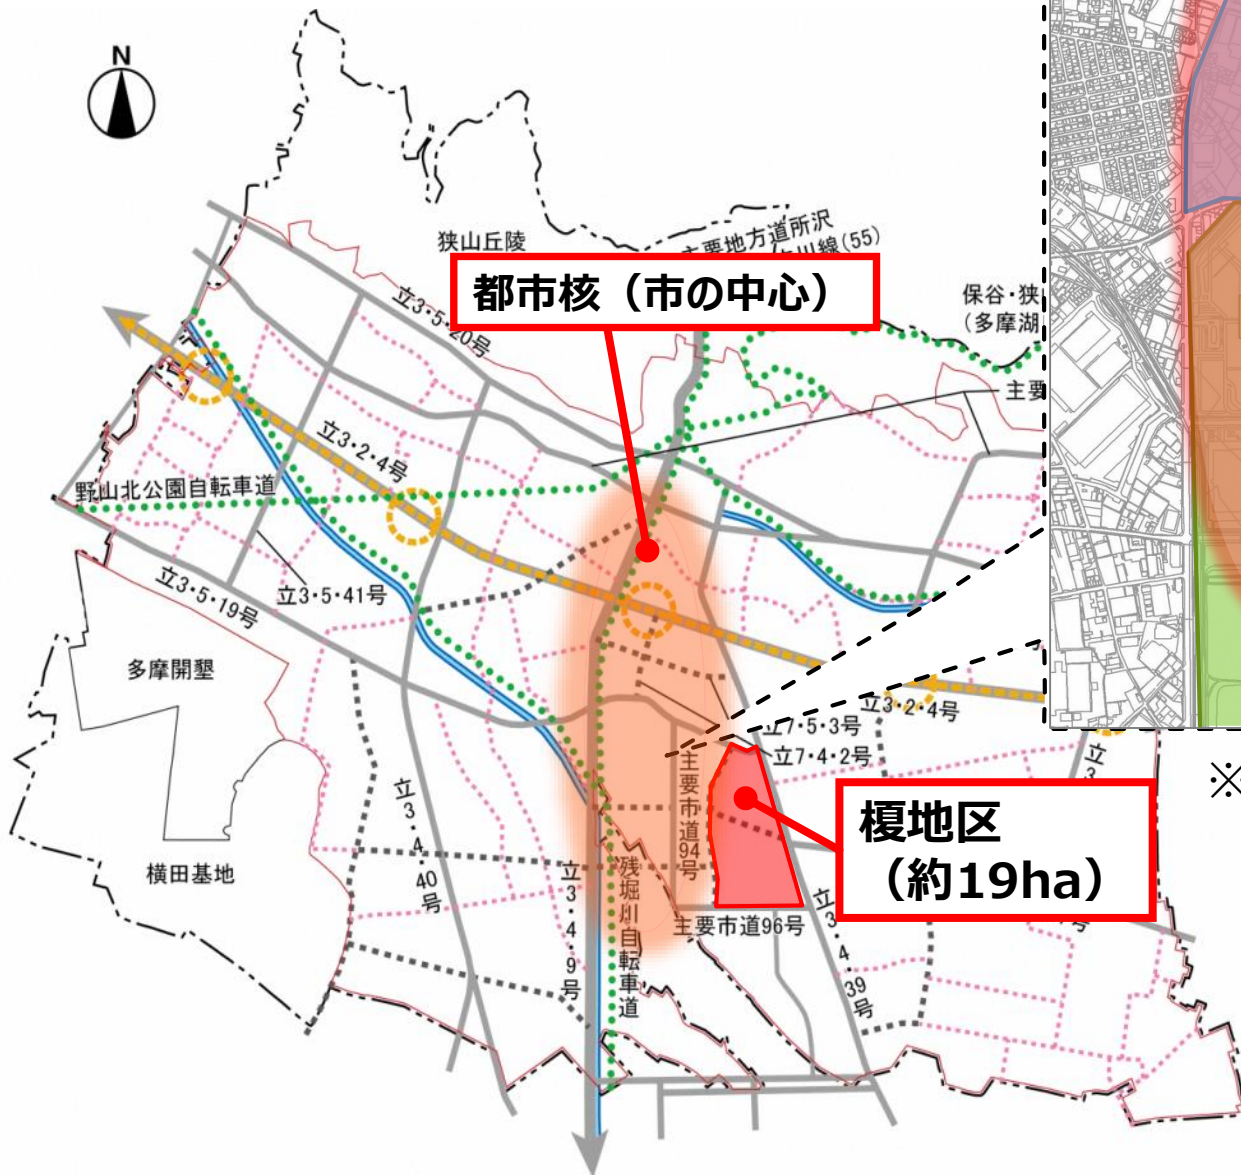 N
狭山丘陵
主要地方道所沢
立川線(55)
都市核（市の中心）
保谷・狭
（多摩湖
立3・5・20号
主要
立3・2・4号
野山北公園自転車道
立3・5・19号
立3・5・41号
多摩開墾
立3・2・4号
立7・5・3号
立7・4・2号
主要市道94号
立3
※
榎地区
（約19ha）
横田基地
立3・4・40号
立3・4・9号
残堀川自転車道
主要市道96号
立3・4・39号
号